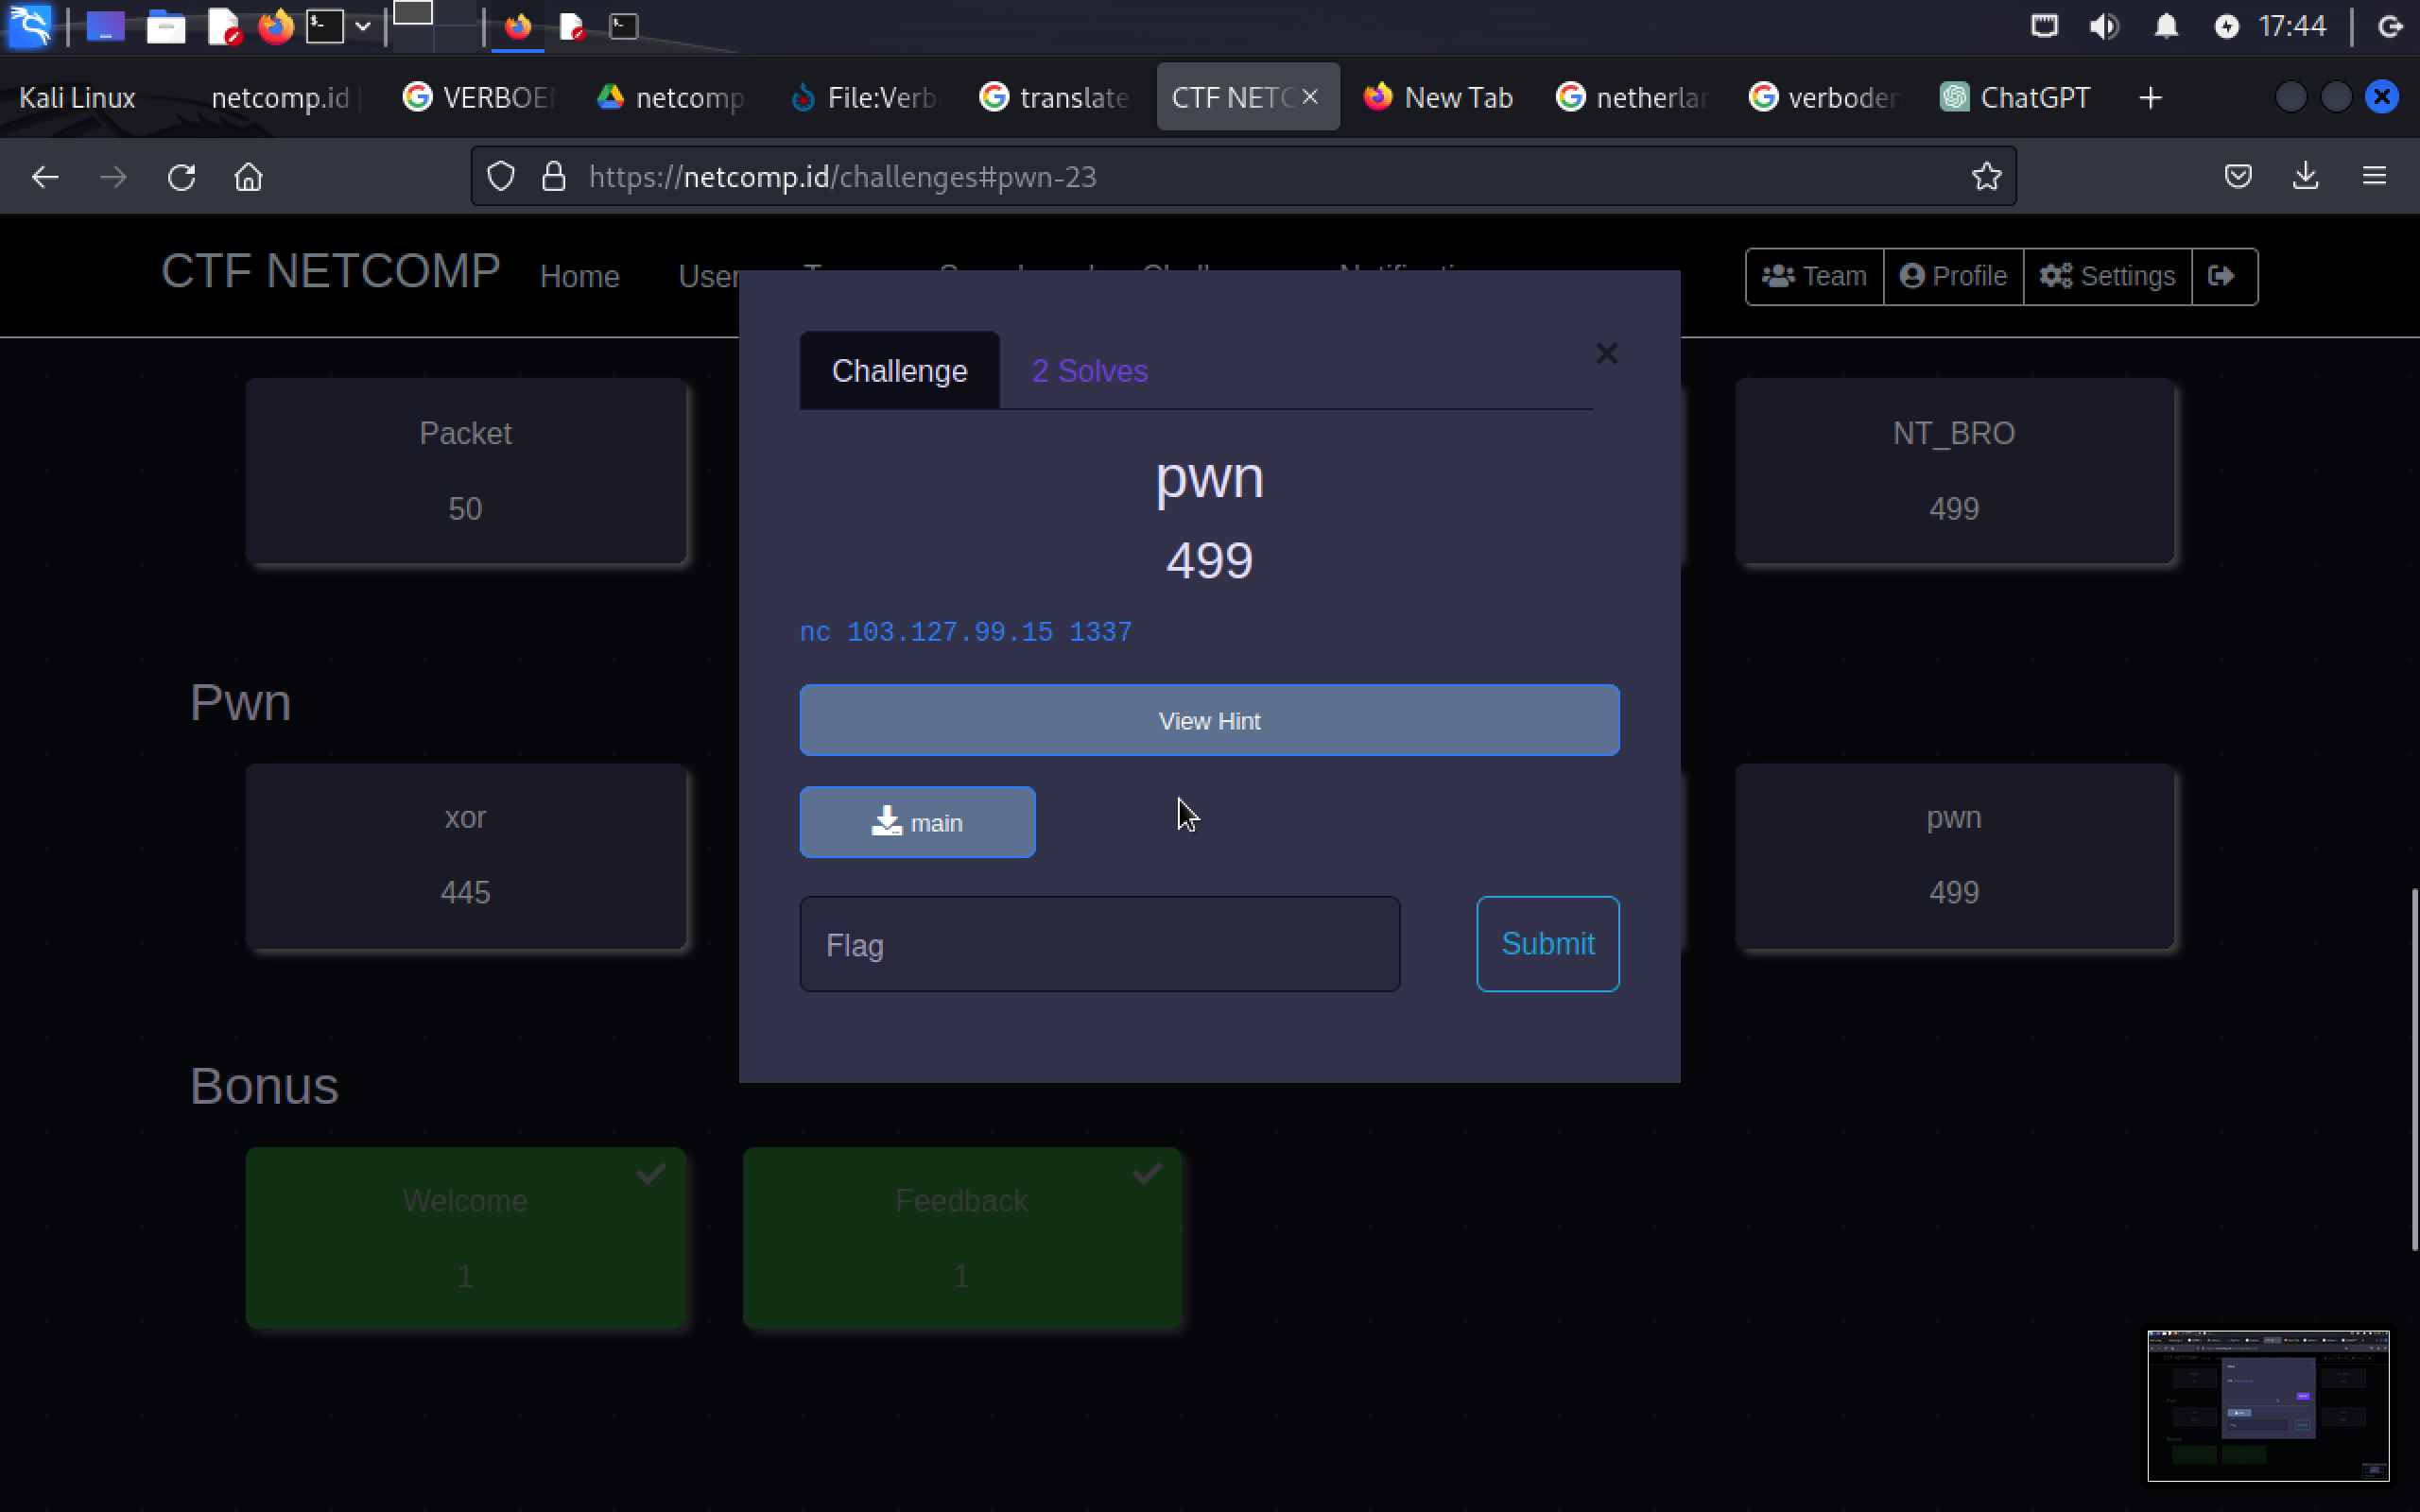 17:44
Kali Linux
netcomp.id
VERBOE
netcomp
File:Verb
translate
CTF NETC
New Tab
netherlar
verboden
ChatGPT
https://netcomp.id/challenges#pwn-23
CTF NETCOMP
Home
User
Team
Profile
Settings
Challenge
2 Solves
Packet
50
pwn
499
NT_BRO
499
nc 103.127.99.15 1337
Pwn
View Hint
xor
445
main
pwn
499
Flag
Submit
Bonus
Welcome
1
Feedback
1